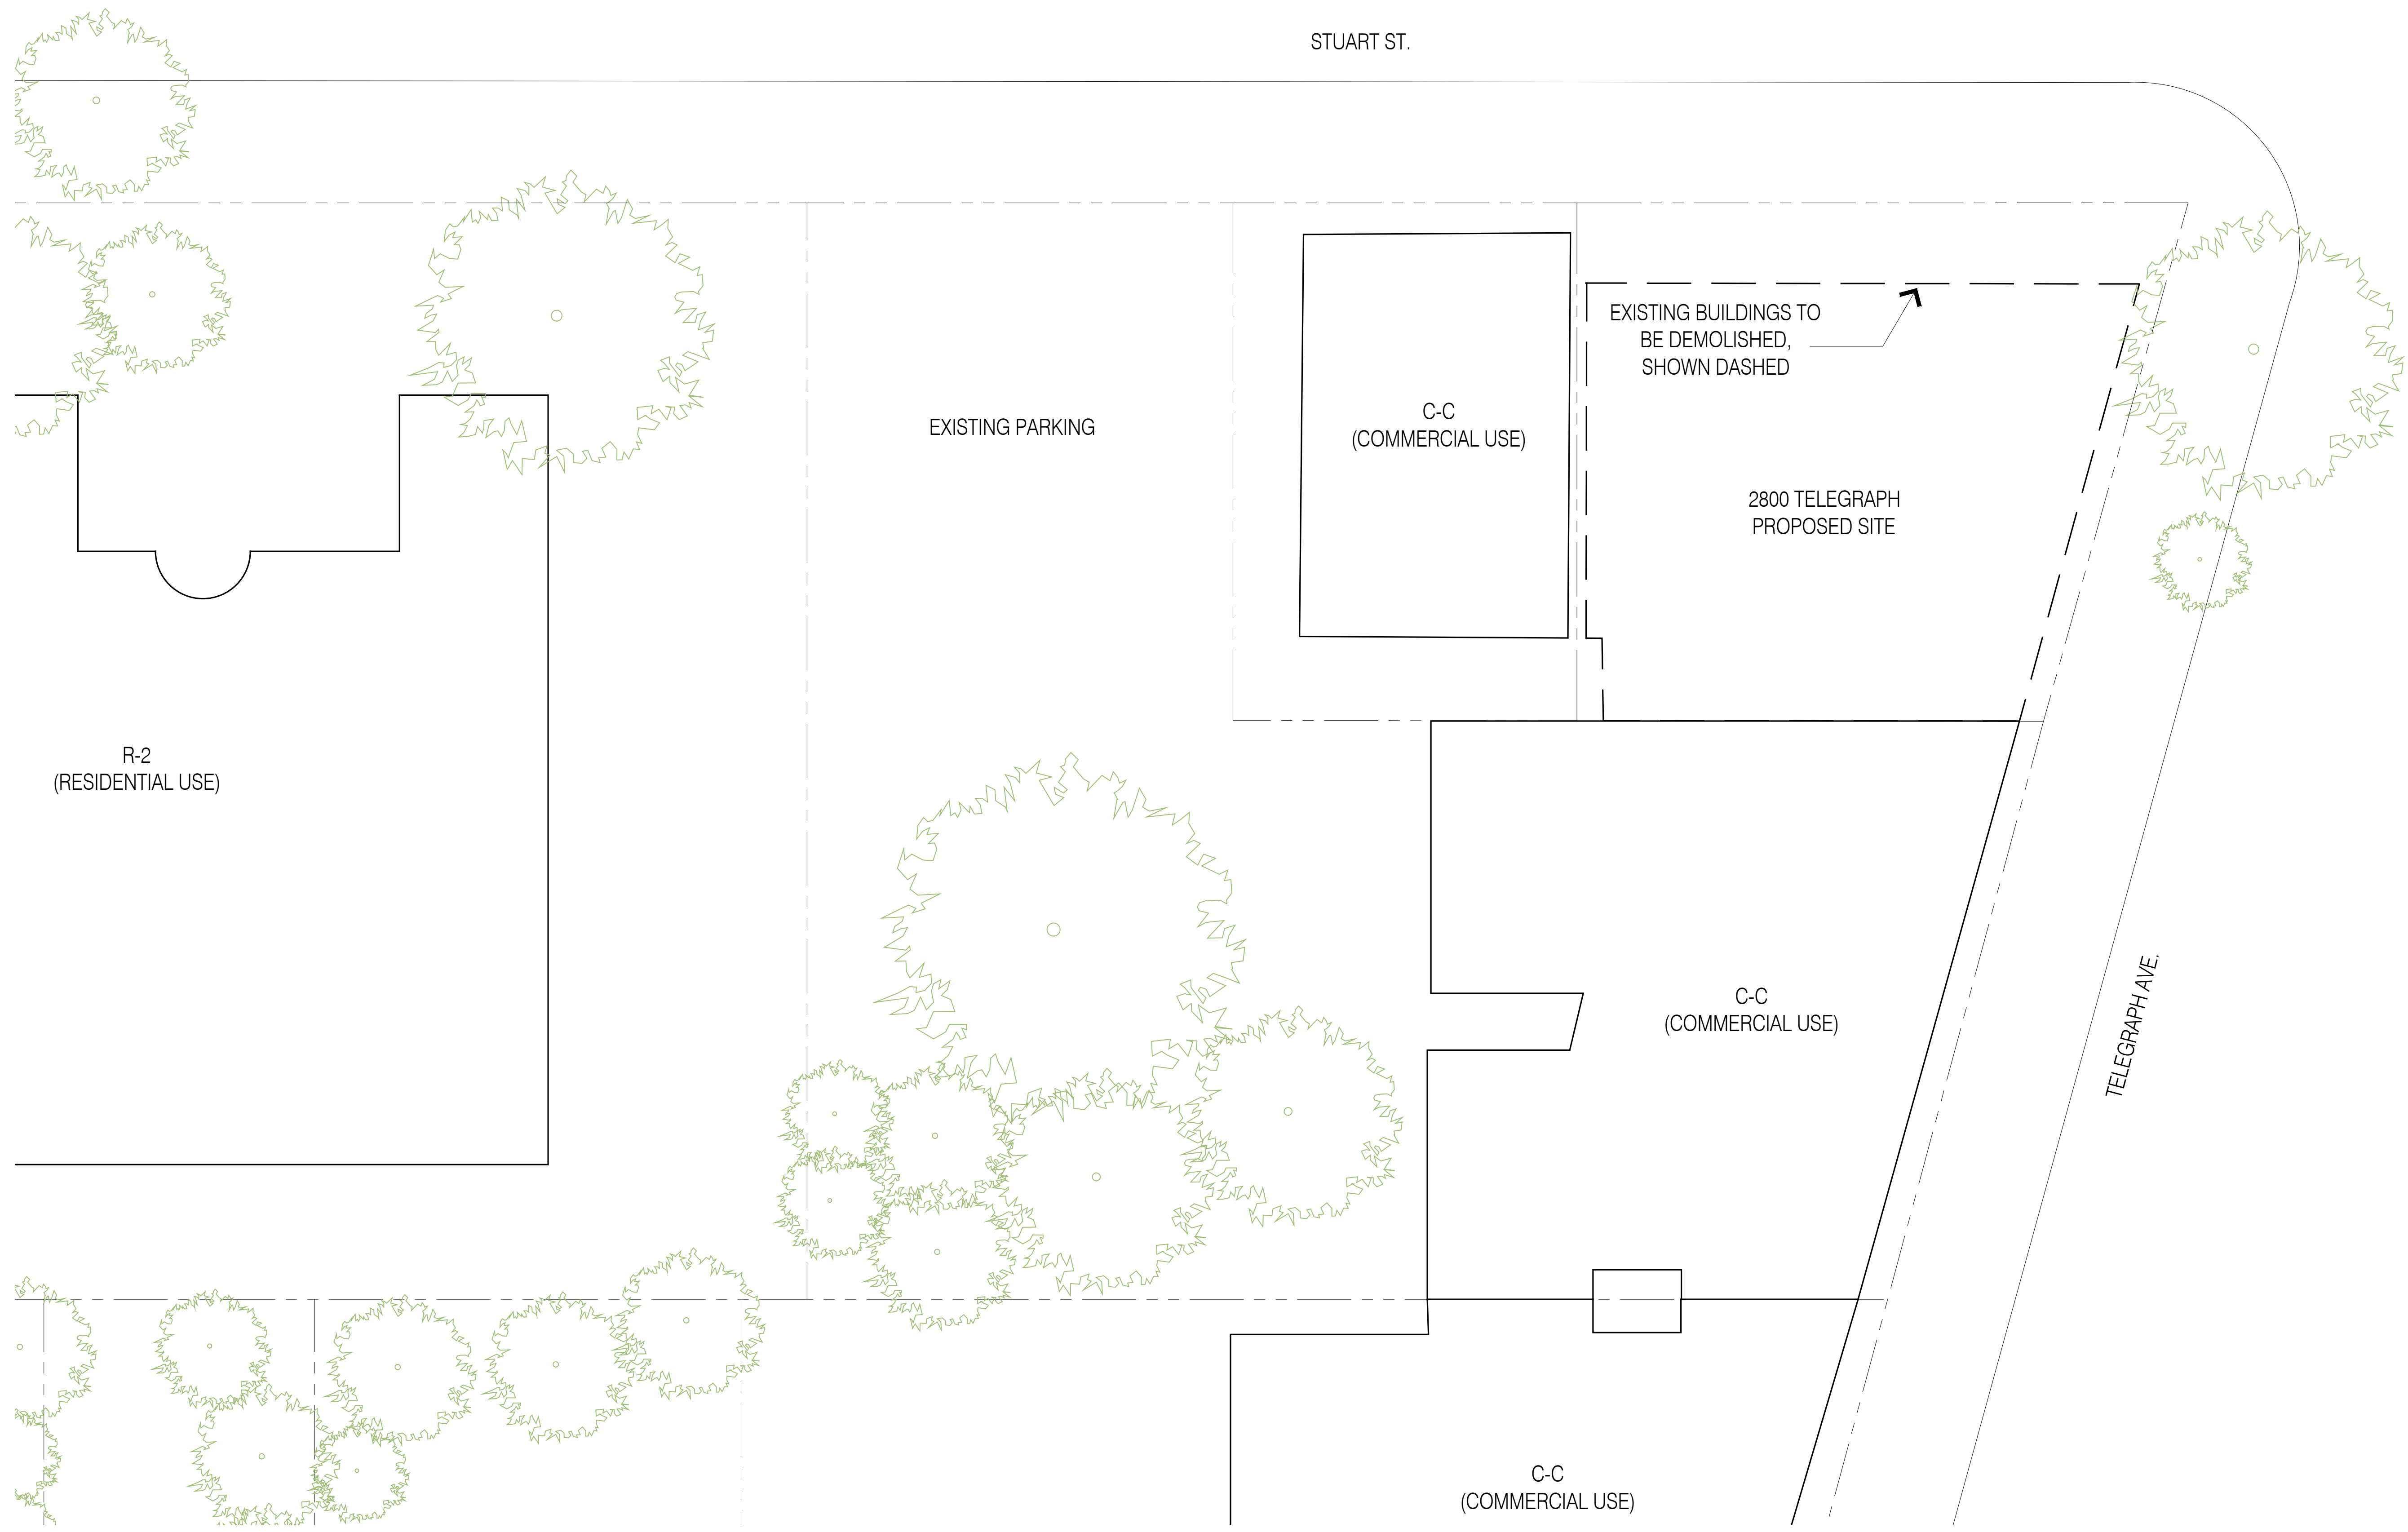 STUART ST.
EXISTING BUILDINGS TO
BE DEMOLISHED,
SHOWN DASHED
C-C
(COMMERCIAL USE)
EXISTING PARKING
2800 TELEGRAPH
PROPOSED SITE
R-2
(RESIDENTIAL USE)
C-C
(COMMERCIAL USE)
TELEGRAPH AVE.
C-C
(COMMERCIAL USE)